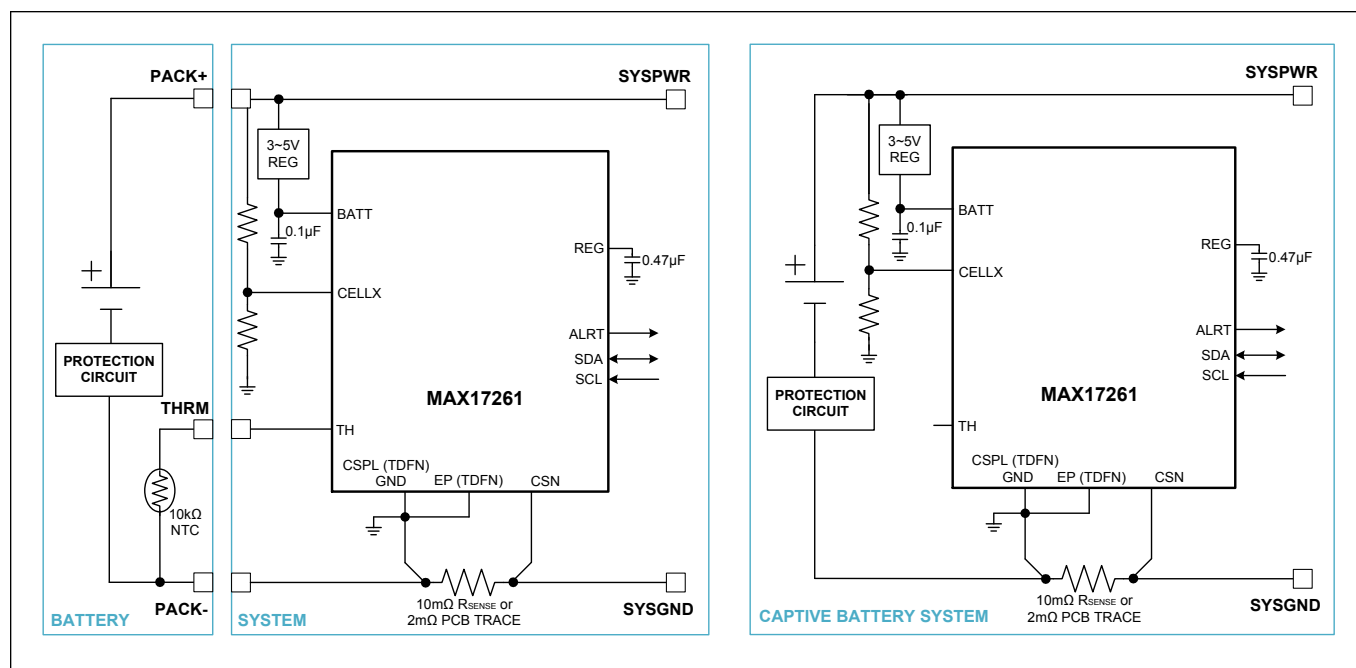 PACK+
SYSPWR
3~5V
REG
BATT
0.1µF
REG
0.47µF
+
CELLX
PROTECTION
CIRCUIT
ALRT
SDA
SCL
MAX17261
THRM
TH
CSPL (TDFN)
GND
EP (TDFN)
CSN
10kΩ
NTC
10mΩ RSENSE or
2mΩ PCB TRACE
PACK-
SYSGND
BATTERY
SYSTEM
SYSPWR
3~5V
REG
BATT
0.1µF
REG
0.47µF
+
CELLX
ALRT
SDA
SCL
PROTECTION
CIRCUIT
MAX17261
TH
CSPL (TDFN)
GND
EP (TDFN)
CSN
10mΩ RSENSE or
2mΩ PCB TRACE
SYSGND
CAPTIVE BATTERY SYSTEM